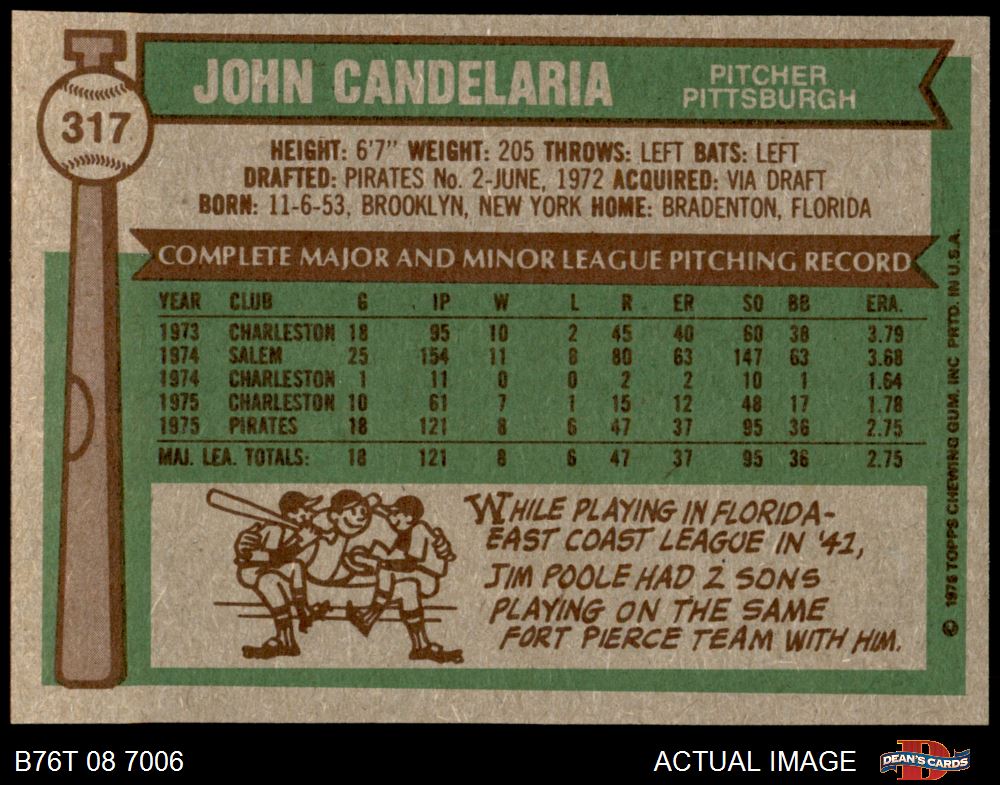 317
JOHN CANDELARIA
PITCHER
PITTSBURGH
HEIGHT: 6'7" WEIGHT: 205 THROWS: LEFT BATS: LEFT
DRAFTED: PIRATES No. 2-JUNE, 1972 ACQUIRED: VIA DRAFT
BORN: 11-6-53, BROOKLYN, NEW YORK HOME: BRADENTON, FLORIDA
COMPLETE MAJOR AND MINOR LEAGUE PITCHING RECORD
YEAR CLUB G IP W L R ER SO BB ERA.
1973 CHARLESTON 18 95 10 2 45 40 60 38 3.79
1974 SALEM 25 154 11 8 80 63 147 63 3.68
1974 CHARLESTON 1 11 0 0 2 2 10 1 1.64
1975 CHARLESTON 10 61 7 1 15 12 48 17 1.78
1975 PIRATES 18 121 8 6 47 37 95 36 2.75
MAJ. LEA. TOTALS: 18 121 8 6 47 37 95 36 2.75
WHILE PLAYING IN FLORIDA-
EAST COAST LEAGUE IN '41,
JIM POOLE HAD 2 SONS
PLAYING ON THE SAME
FORT PIERCE TEAM WITH HIM.
© 1976 TOPPS CHEWING GUM, INC PRTD. IN U.S.A.
B76T 08 7006
ACTUAL IMAGE
D
DEAN'S CARDS